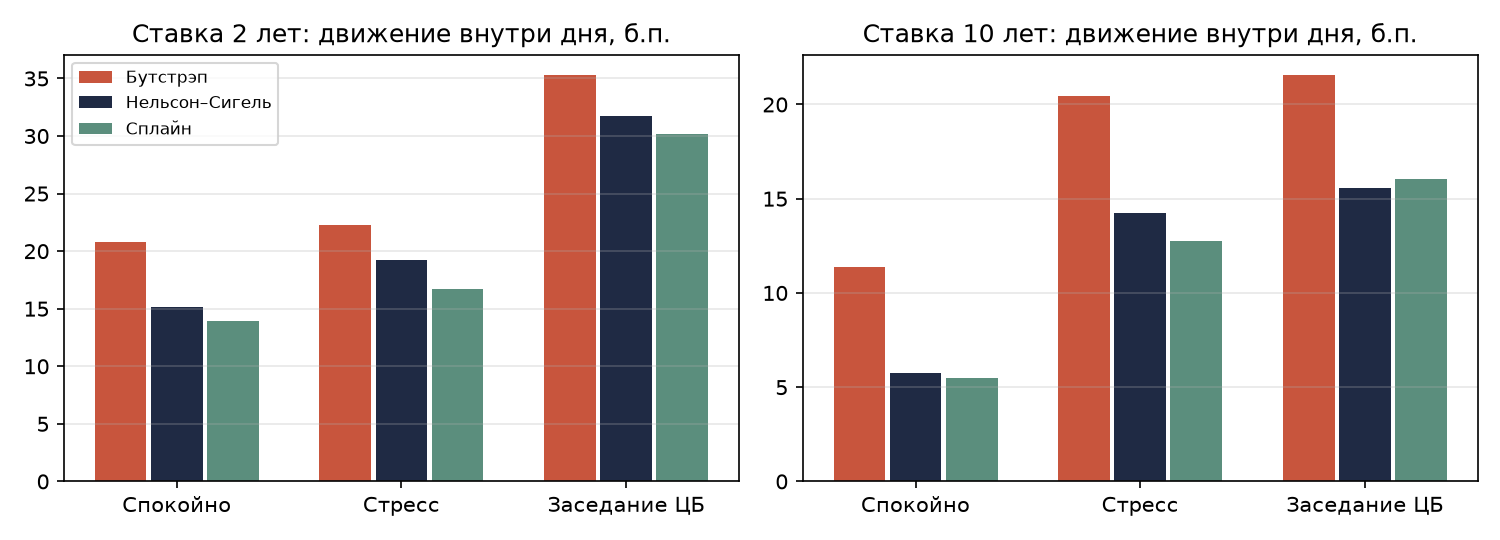 Ставка 2 лет: движение внутри дня, б.п.
35
30
25
20
15
10
5
0
Бутстрэп
Нельсон–Сигель
Сплайн
Спокойно
Стресс
Заседание ЦБ
Ставка 10 лет: движение внутри дня, б.п.
20
15
10
5
0
Спокойно
Стресс
Заседание ЦБ